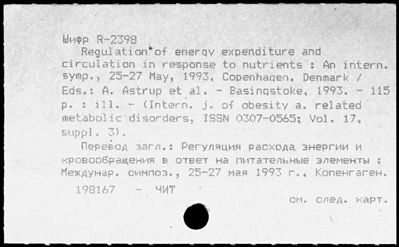 Шифр R-2398
Regulation of energy expenditure and
circulation in response to nutrients : An intern.
symp., 25-27 May, 1993, Copenhagen, Denmark /
Eds.: A. Astrup et al. - Basingstoke, 1993. - 115
p. : ill. - (Intern. j. of obesity a. related
metabolic disorders, ISSN 0307-0565; Vol. 17,
suppl. 3).
Перевод загл.: Регуляция расхода энергии и
кровообращения в ответ на питательные элементы :
Междунар. симпоз., 25-27 мая 1993 г., Копенгаген.
198167 - ЧИТ
см. след. карт.